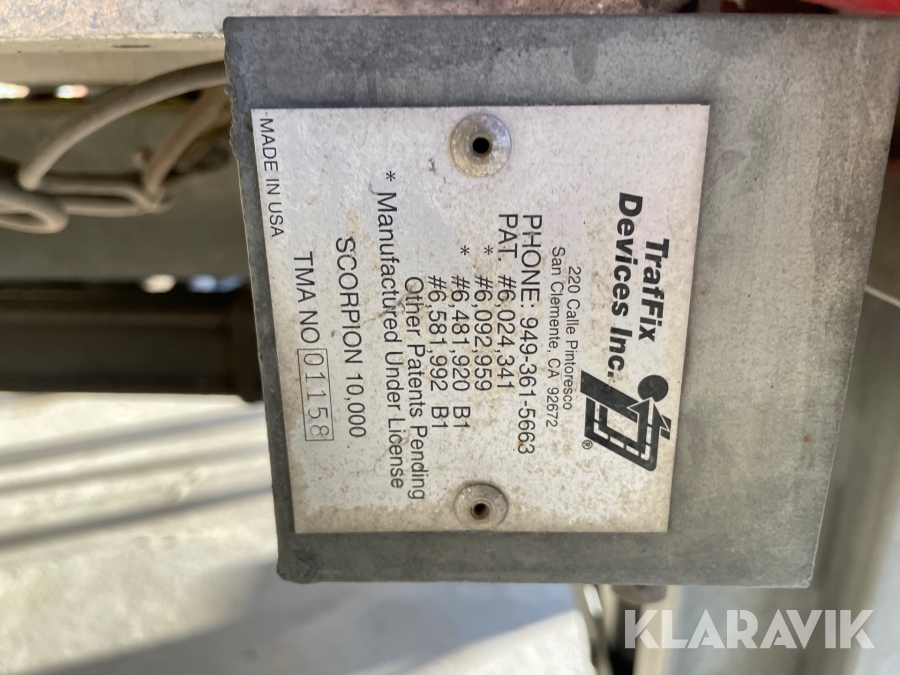 TrafFix
Devices Inc.
®
220 Calle Pintoresco
San Clemente, CA 92672
PHONE: 949-361-5663
PAT. #6,024,341
* #6,092,959
* #6,481,920 B1
#6,581,992 B1
Other Patents Pending
* Manufactured Under License
SCORPION 10,000
TMA NO 01158
MADE IN USA
KLARAVIK